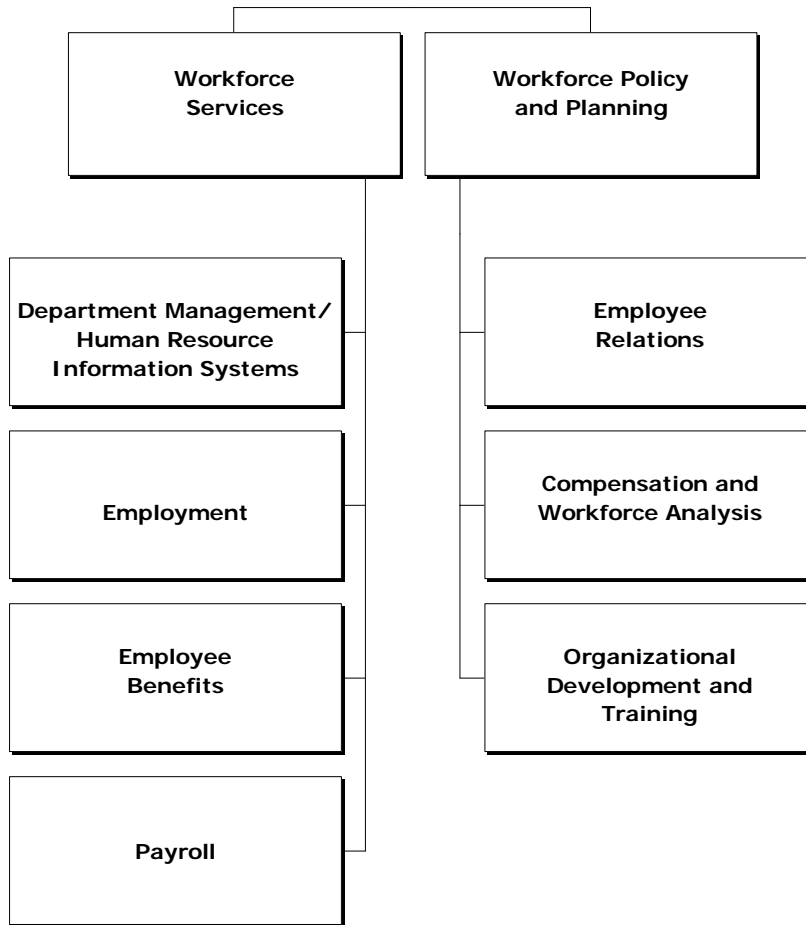 Workforce
Services
Workforce Policy
and Planning
Department Management/
Human Resource
Information Systems
Employment
Employee
Benefits
Payroll
Employee
Relations
Compensation and
Workforce Analysis
Organizational
Development and
Training